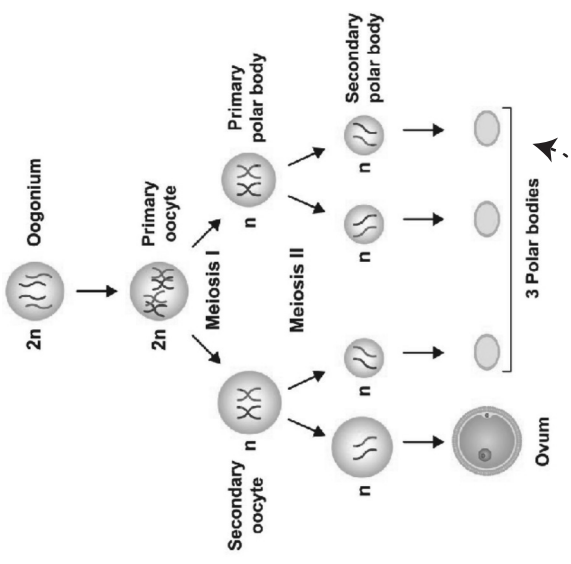 Oogonium
2n
Primary
oocyte
2n
Meiosis I
Secondary
oocyte
n
Primary
polar body
n
Meiosis II
Secondary
polar body
n
n
n
n
Ovum
3 Polar bodies